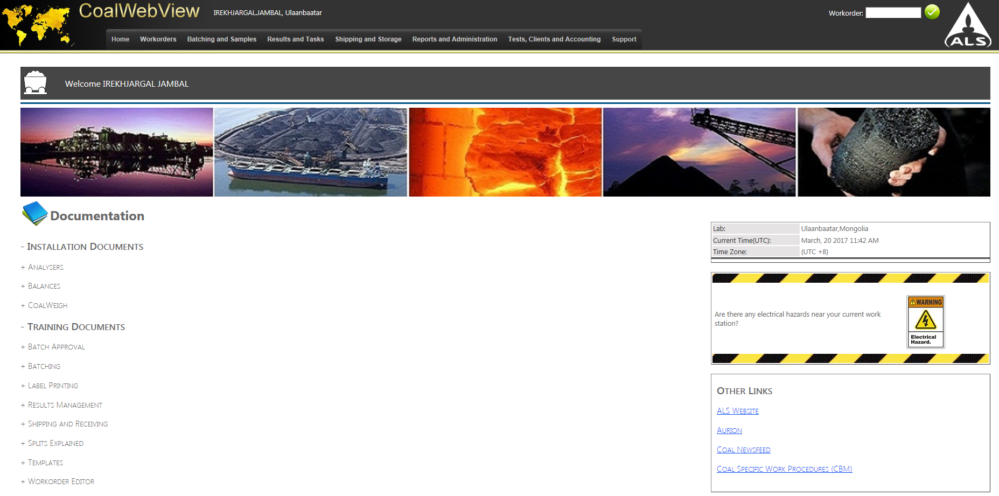 CoalWebView
IREKHJARGALJAMBAL, Ulaanbaatar
Workorder:
ALS
Home Workorders Batching and Samples Results and Tasks Shipping and Storage Reports and Administration Tests, Clients and Accounting Support
Welcome IREKHJARGAL JAMBAL
Documentation
- Installation Documents
+ Analysers
+ Balances
+ CoalWeigh
- Training Documents
+ Batch Approval
+ Batching
+ Label Printing
+ Results Management
+ Shipping and Receiving
+ Splits Explained
+ Templates
+ Workorder Editor
Lab: Ulaanbaatar,Mongolia
Current Time(UTC): March, 20 2017 11:42 AM
Time Zone: (UTC +8)
Are there any electrical hazards near your current work
station?
WARNING
Electrical
Hazard.
Other Links
ALS Website
Aurion
Coal Newsfeed
Coal Specific Work Procedures (CBM)